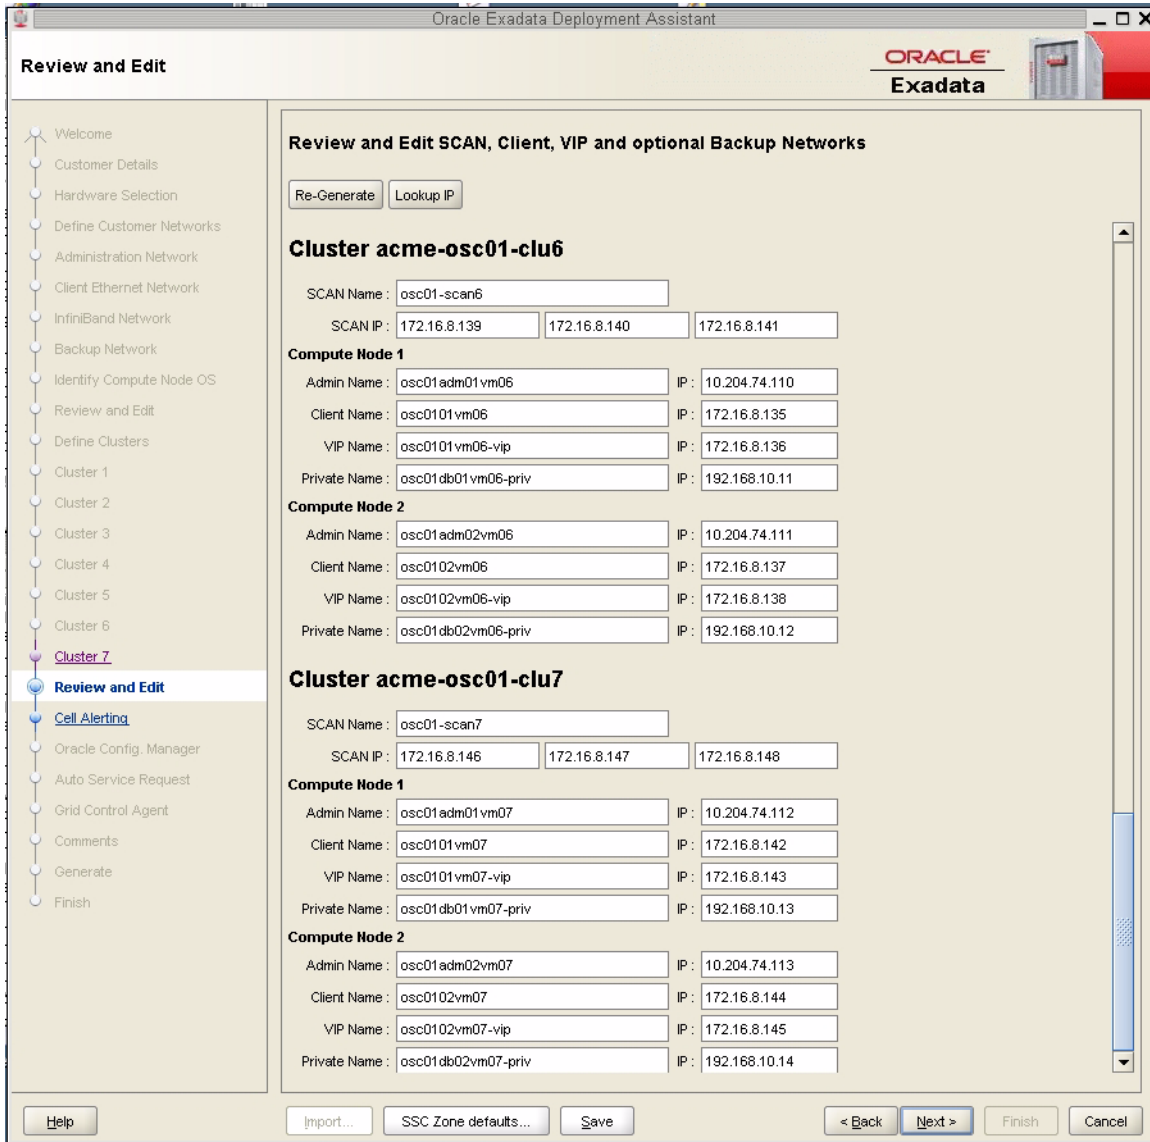 Oracle Exadata Deployment Assistant
Review and Edit
ORACLE
Exadata
Welcome
Customer Details
Hardware Selection
Define Customer Networks
Administration Network
Client Ethernet Network
InfiniBand Network
Backup Network
Identify Compute Node OS
Review and Edit
Define Clusters
Cluster 1
Cluster 2
Cluster 3
Cluster 4
Cluster 5
Cluster 6
Cluster 7
Review and Edit
Cell Alerting
Oracle Config. Manager
Auto Service Request
Grid Control Agent
Comments
Generate
Finish
Review and Edit SCAN, Client, VIP and optional Backup Networks
Re-Generate Lookup IP
Cluster acme-osc01-clu6
SCAN Name : osc01-scan6
SCAN IP : 172.16.8.139 172.16.8.140 172.16.8.141
Compute Node 1
Admin Name : osc01adm01vm06 IP : 10.204.74.110
Client Name : osc0101vm06 IP : 172.16.8.135
VIP Name : osc0101vm06-vip IP : 172.16.8.136
Private Name : osc01db01vm06-priv IP : 192.168.10.11
Compute Node 2
Admin Name : osc01adm02vm06 IP : 10.204.74.111
Client Name : osc0102vm06 IP : 172.16.8.137
VIP Name : osc0102vm06-vip IP : 172.16.8.138
Private Name : osc01db02vm06-priv IP : 192.168.10.12
Cluster acme-osc01-clu7
SCAN Name : osc01-scan7
SCAN IP : 172.16.8.146 172.16.8.147 172.16.8.148
Compute Node 1
Admin Name : osc01adm01vm07 IP : 10.204.74.112
Client Name : osc0101vm07 IP : 172.16.8.142
VIP Name : osc0101vm07-vip IP : 172.16.8.143
Private Name : osc01db01vm07-priv IP : 192.168.10.13
Compute Node 2
Admin Name : osc01adm02vm07 IP : 10.204.74.113
Client Name : osc0102vm07 IP : 172.16.8.144
VIP Name : osc0102vm07-vip IP : 172.16.8.145
Private Name : osc01db02vm07-priv IP : 192.168.10.14
Help Import... SSC Zone defaults... Save < Back Next > Finish Cancel